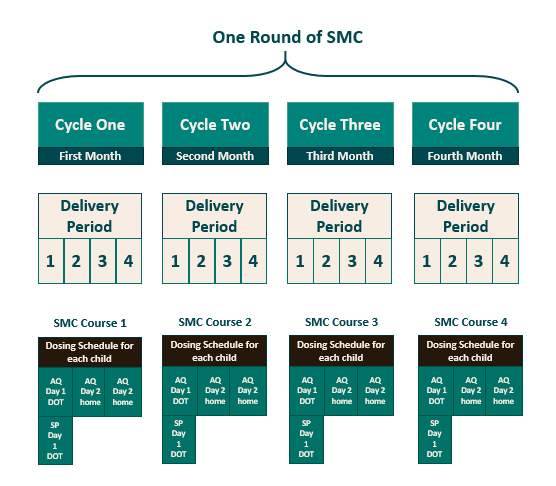 One Round of SMC
Cycle One
First Month
Cycle Two
Second Month
Cycle Three
Third Month
Cycle Four
Fourth Month
Delivery
Period
1 2 3 4
Delivery
Period
1 2 3 4
Delivery
Period
1 2 3 4
Delivery
Period
1 2 3 4
SMC Course 1
Dosing Schedule for
each child
AQ
Day 1
DOT
AQ
Day 2
home
AQ
Day 2
home
SP
Day
1
DOT
SMC Course 2
Dosing Schedule for
each child
AQ
Day 1
DOT
AQ
Day 2
home
AQ
Day 2
home
SP
Day
1
DOT
SMC Course 3
Dosing Schedule for
each child
AQ
Day 1
DOT
AQ
Day 2
home
AQ
Day 2
home
SP
Day
1
DOT
SMC Course 4
Dosing Schedule for
each child
AQ
Day 1
DOT
AQ
Day 2
home
AQ
Day 2
home
SP
Day
1
DOT